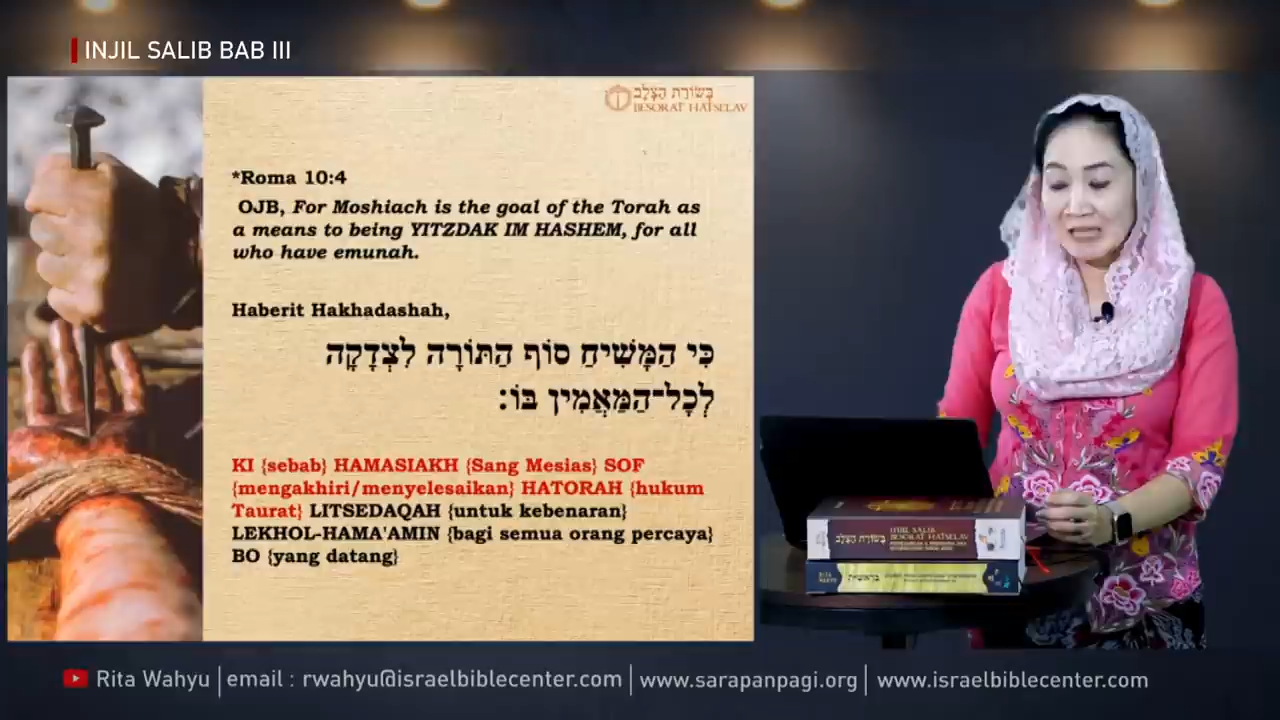 INJIL SALIB BAB III
בְּשׂוֹרַת הַצְּלָב
BESORAT HATSELAV
*Roma 10:4
OJB, For Moshiach is the goal of the Torah as
a means to being YITZDAK IM HASHEM, for all
who have emunah.
Haberit Hakhadashah,
כִּי הַמָּשִׁיחַ סוֹף הַתּוֹרָה לִצְדָקָה
לְכָל־הַמַּאֲמִין בּוֹ׃
KI {sebab} HAMASIAKH {Sang Mesias} SOF
{mengakhiri/menyelesaikan} HATORAH {hukum
Taurat} LITSEDAQAH {untuk kebenaran}
LEKHOL-HAMA'AMIN {bagi semua orang percaya}
BO {yang datang}
INJIL SALIB
BESORAT HATSELAV
בשורת הצלב
RITA
WAHYU
בראשית
Rita Wahyu | email : rwahyu@israelbiblecenter.com | www.sarapanpagi.org | www.israelbiblecenter.com